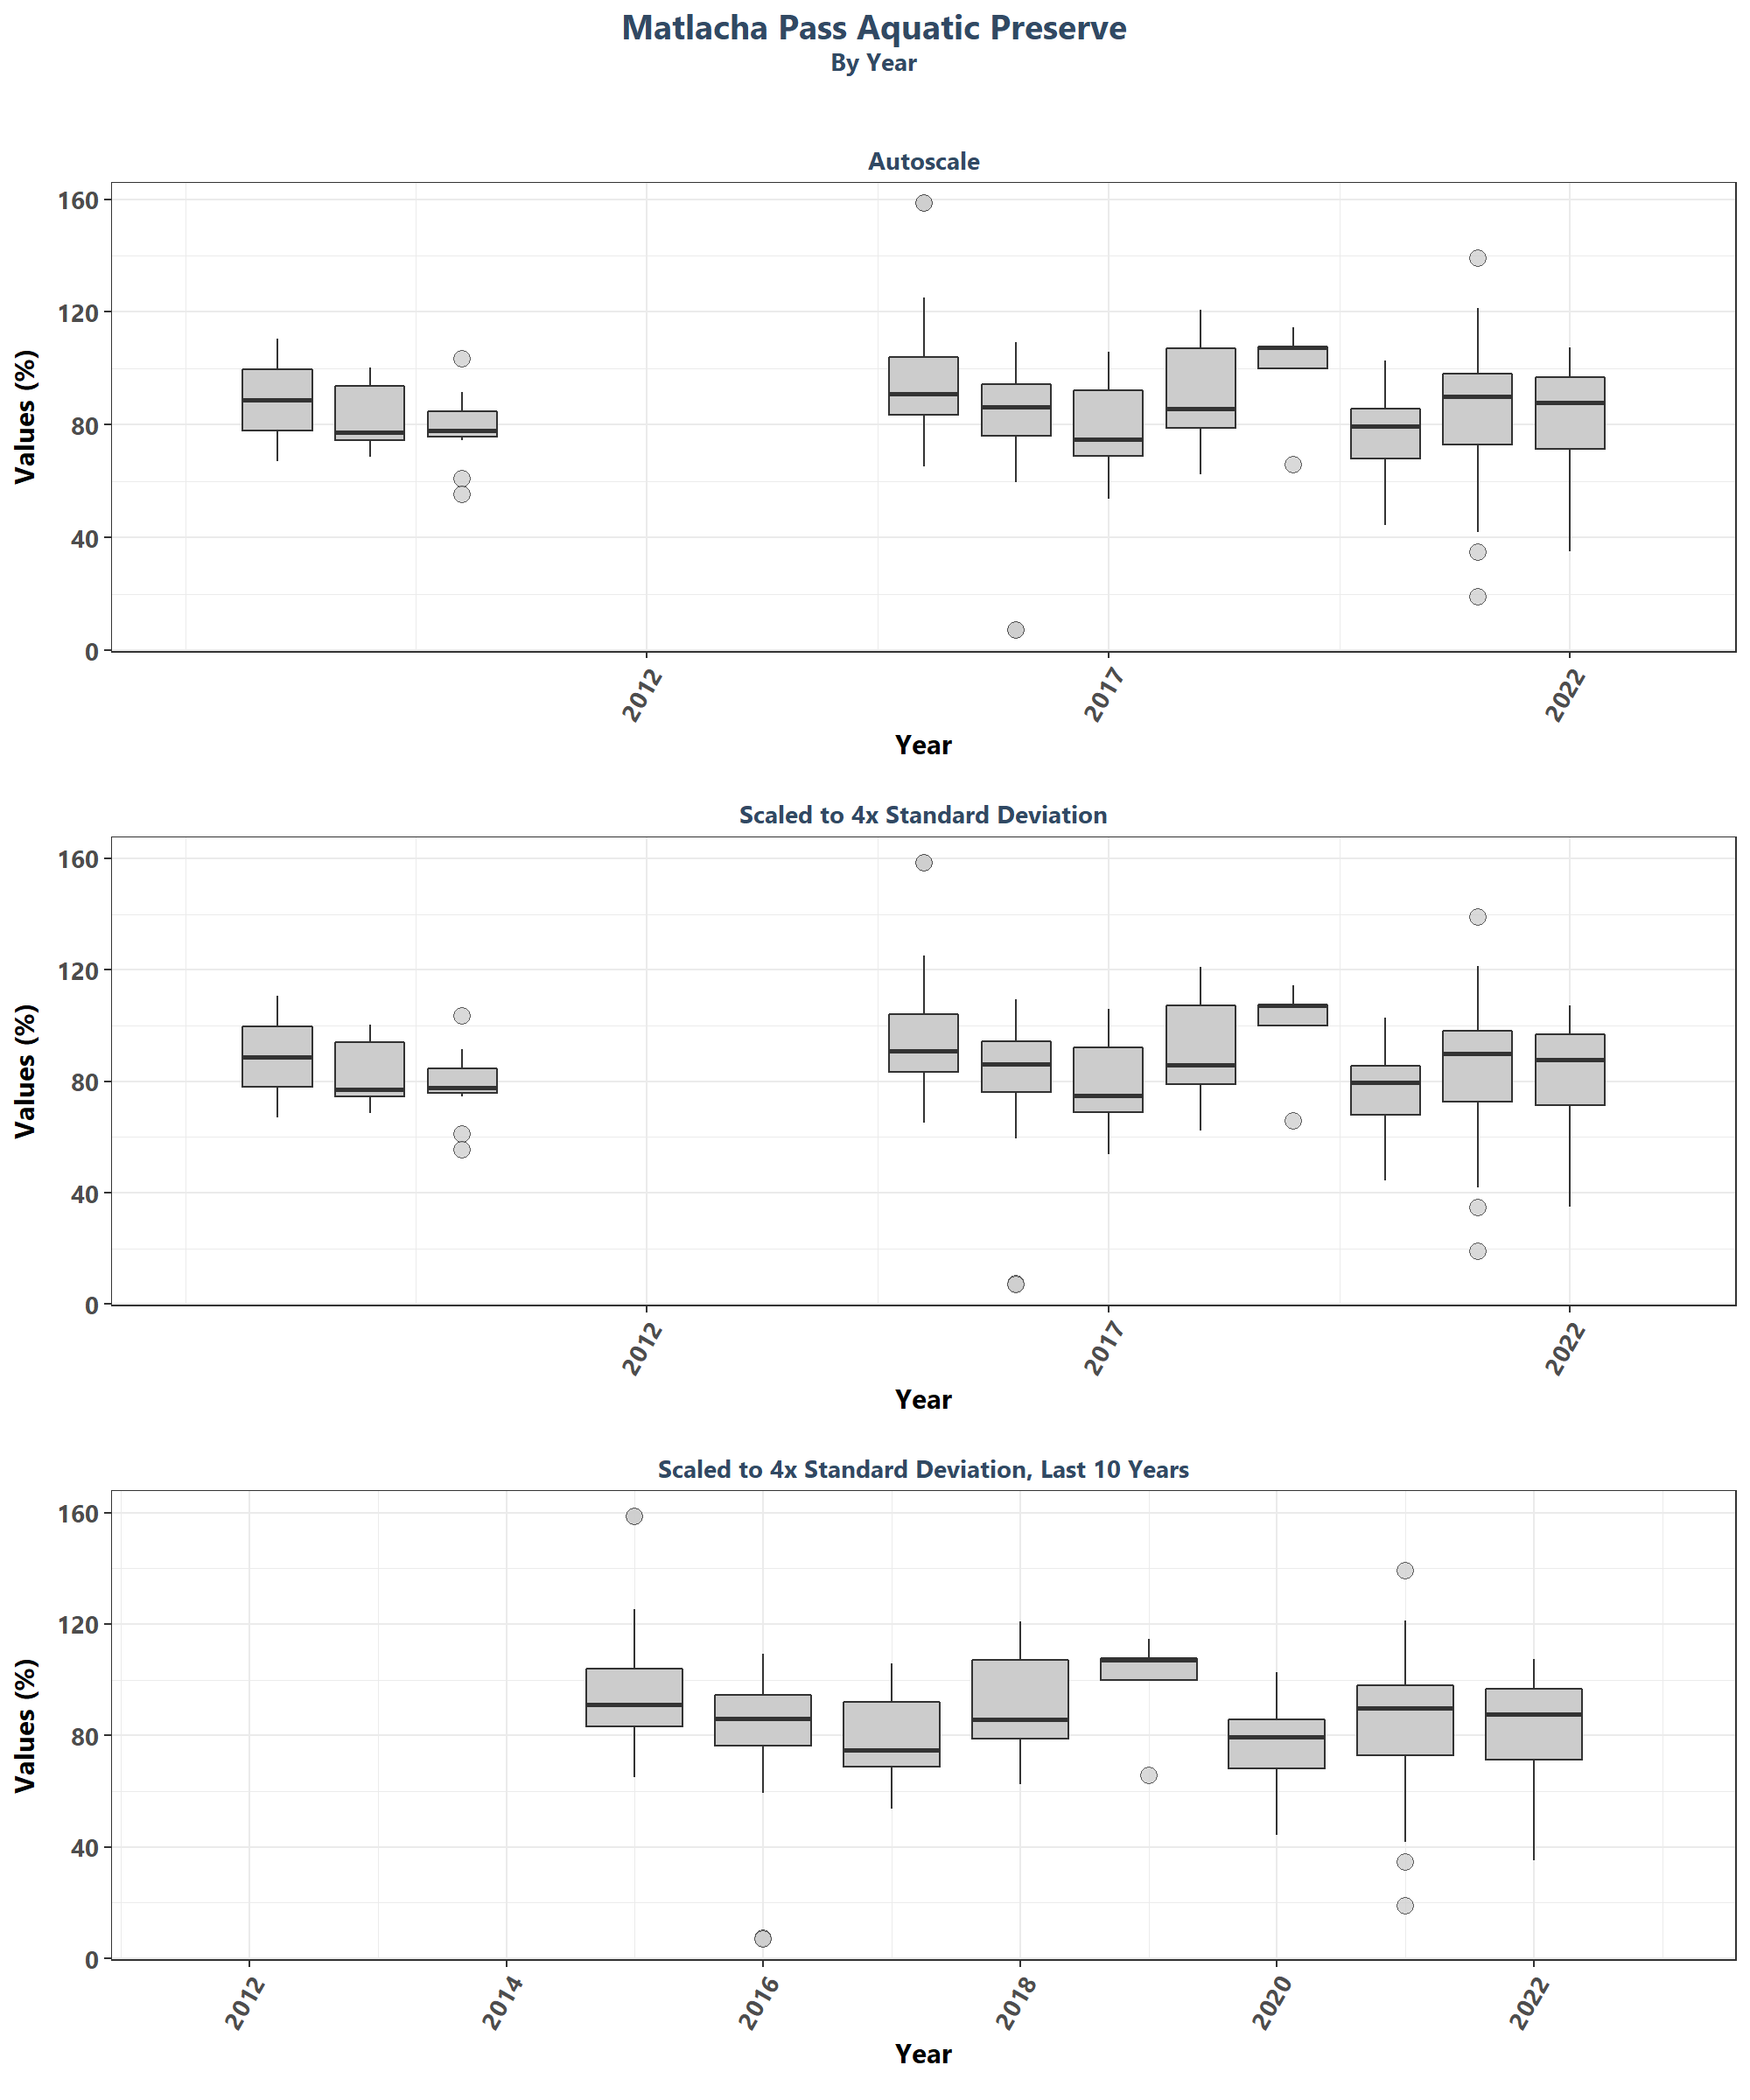 Matlacha Pass Aquatic Preserve
By Year
Autoscale
Values (%)
160
120
80
40
0
2012
2017
2022
Year
Scaled to 4x Standard Deviation
Values (%)
160
120
80
40
0
2012
2017
2022
Year
Scaled to 4x Standard Deviation, Last 10 Years
Values (%)
160
120
80
40
0
2012
2014
2016
2018
2020
2022
Year